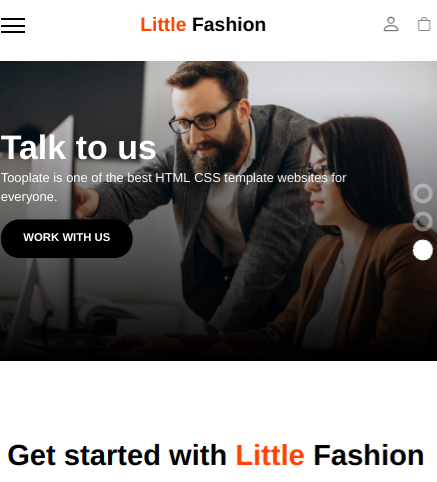 Little Fashion
Talk to us
Tooplate is one of the best HTML CSS template websites for
everyone.
WORK WITH US
Get started with Little Fashion